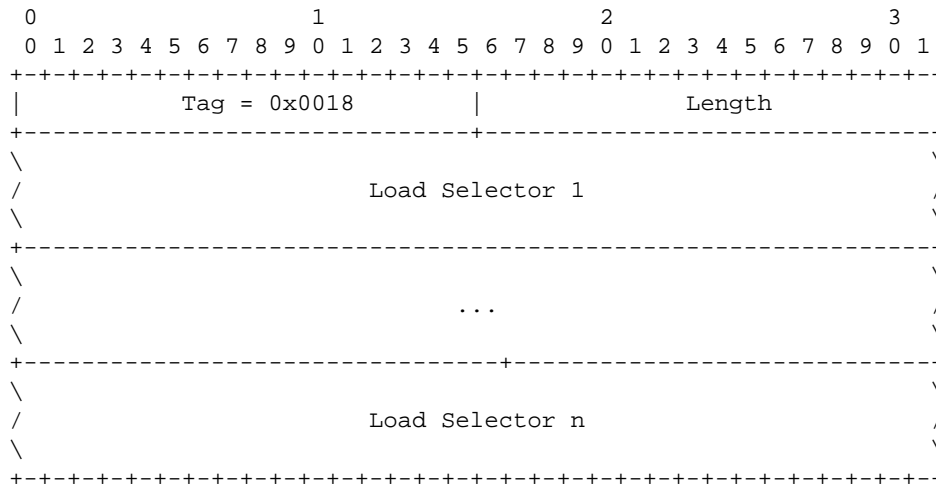 0                   1                   2                   3
 0 1 2 3 4 5 6 7 8 9 0 1 2 3 4 5 6 7 8 9 0 1 2 3 4 5 6 7 8 9 0 1
+-+-+-+-+-+-+-+-+-+-+-+-+-+-+-+-+-+-+-+-+-+-+-+-+-+-+-+-+-+-+-+--
|           Tag = 0x0018        |              Length
+-------------------------------+-------------------------------
\                                                               \
/                        Load Selector 1                        /
\                                                               \
+---------------------------------------------------------------
\                                                               \
/                              ...                              /
\                                                               \
+---------------------------------+-----------------------------
\                                                               \
/                        Load Selector n                        /
\                                                               \
+-+-+-+-+-+-+-+-+-+-+-+-+-+-+-+-+-+-+-+-+-+-+-+-+-+-+-+-+-+-+-+--